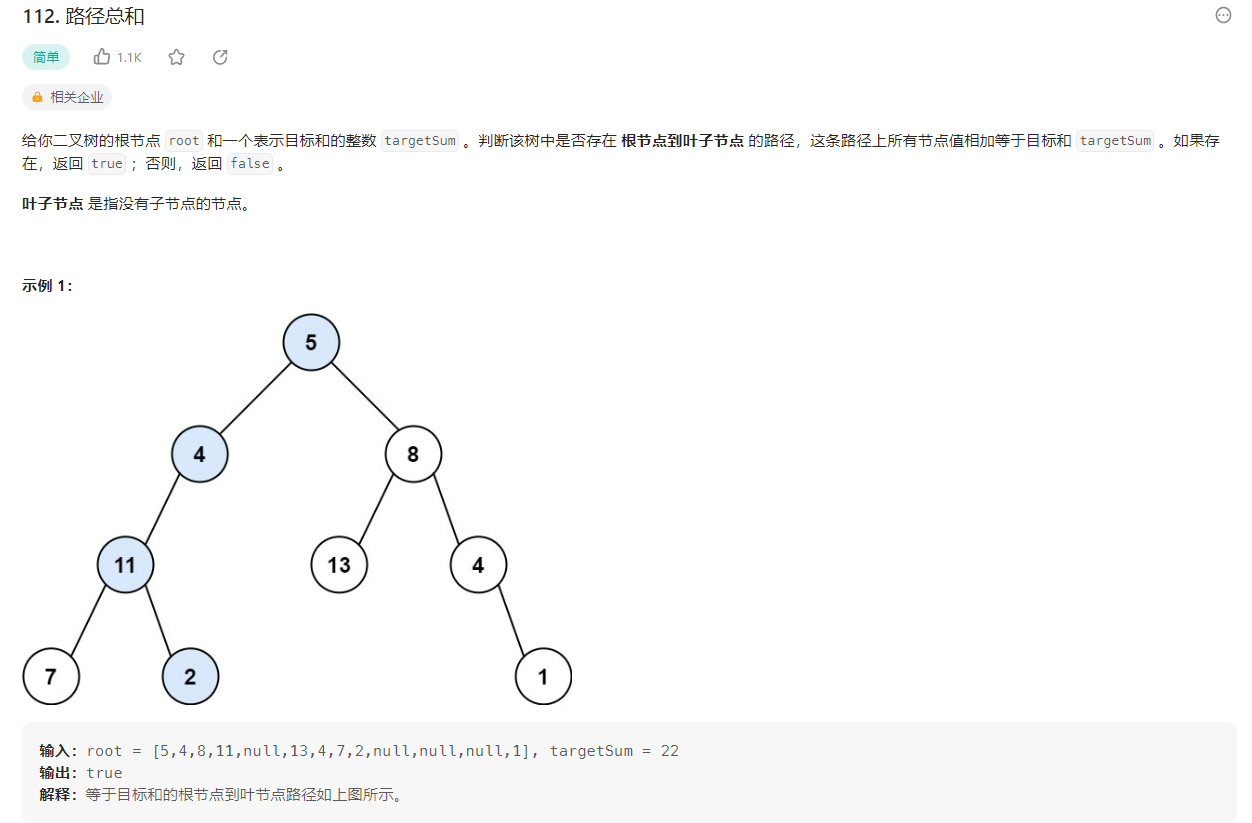 112. 路径总和
简单 1.1K
相关企业
给你二叉树的根节点 root 和一个表示目标和的整数 targetSum 。判断该树中是否存在 根节点到叶子节点 的路径，这条路径上所有节点值相加等于目标和 targetSum 。如果存
在，返回 true ；否则，返回 false 。
叶子节点 是指没有子节点的节点。
示例 1：
5
4 8
11 13 4
7 2 1
输入：root = [5,4,8,11,null,13,4,7,2,null,null,null,1], targetSum = 22
输出：true
解释：等于目标和的根节点到叶节点路径如上图所示。